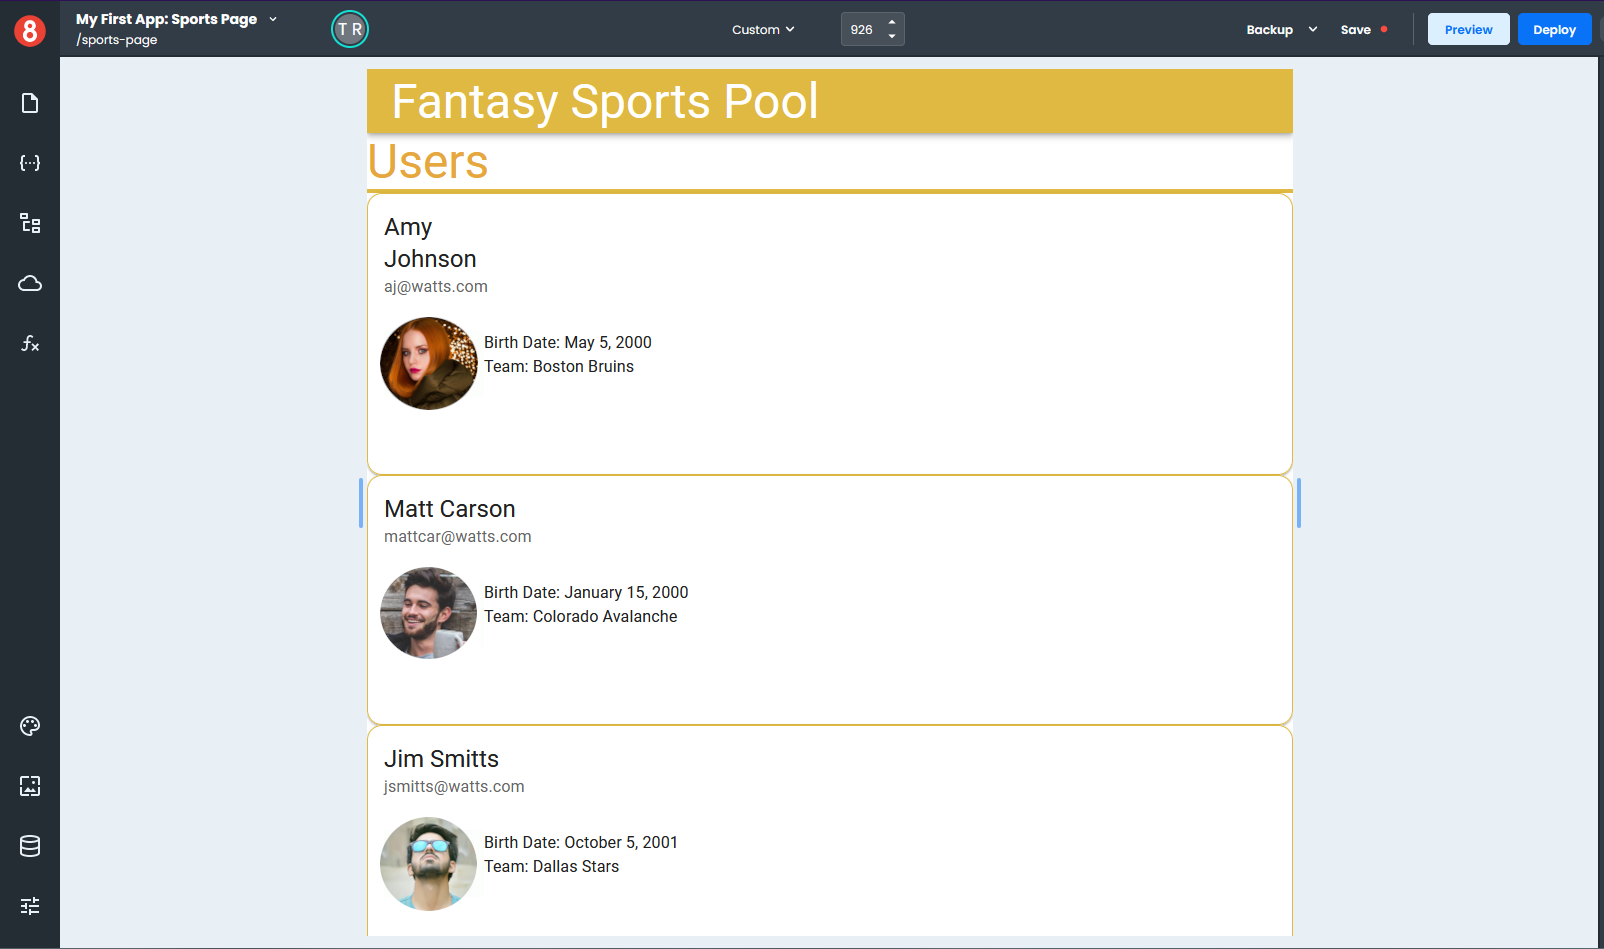 8
My First App: Sports Page
/sports-page
T R
Custom
926
Backup
Save
Preview
Deploy
{...}
fx
Fantasy Sports Pool
Users
Amy
Johnson
aj@watts.com
Birth Date: May 5, 2000
Team: Boston Bruins
Matt Carson
mattcar@watts.com
Birth Date: January 15, 2000
Team: Colorado Avalanche
Jim Smitts
jsmitts@watts.com
Birth Date: October 5, 2001
Team: Dallas Stars